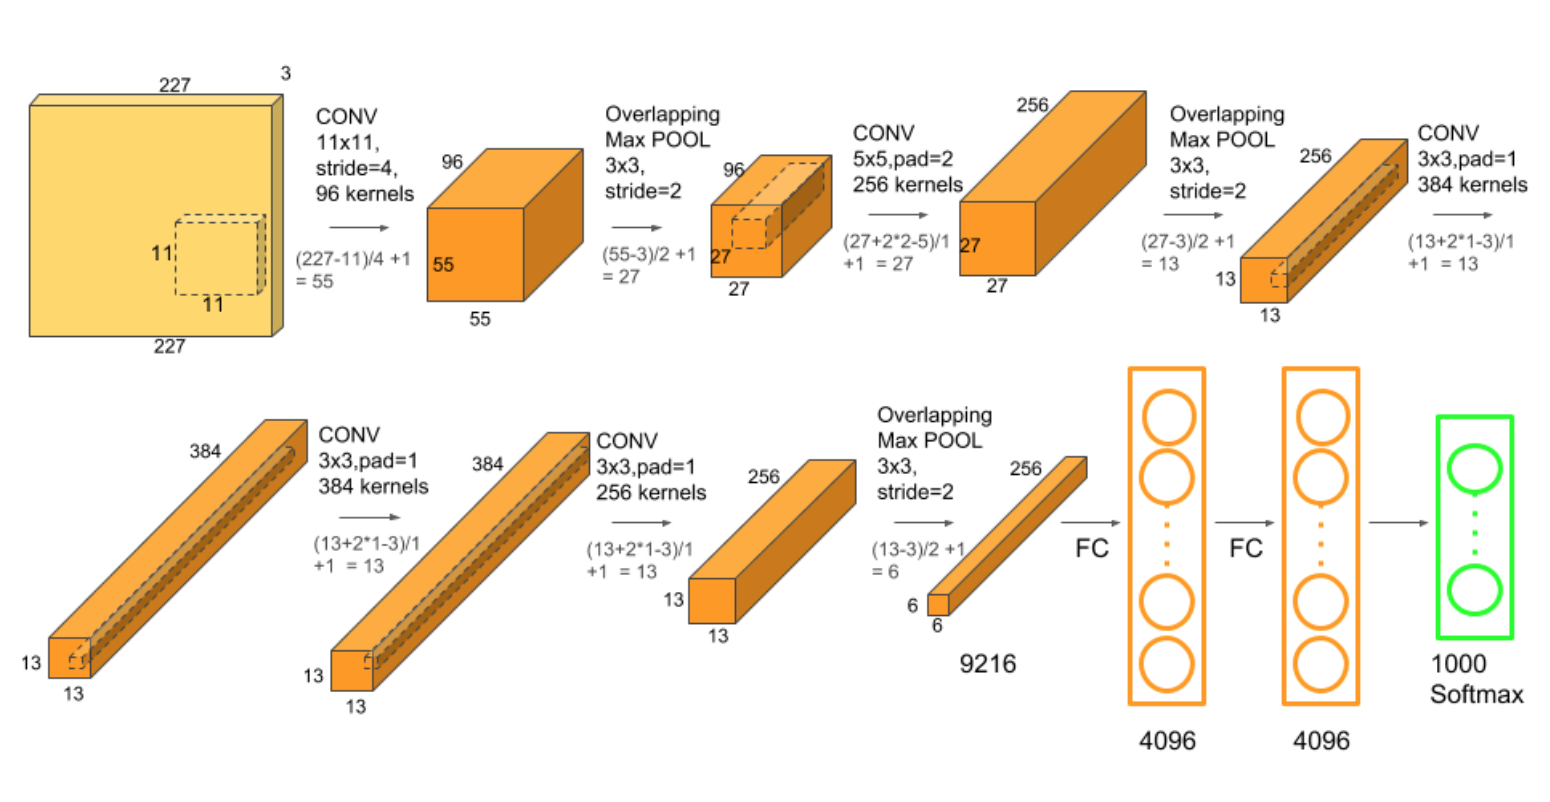 227
3
11
11
227
CONV
11x11,
stride=4,
96 kernels
(227-11)/4 +1
= 55
96
55
55
Overlapping
Max POOL
3x3,
stride=2
(55-3)/2 +1
= 27
96
27
27
CONV
5x5,pad=2
256 kernels
(27+2*2-5)/1
+1 = 27
256
27
27
Overlapping
Max POOL
3x3,
stride=2
(27-3)/2 +1
= 13
256
13
13
CONV
3x3,pad=1
384 kernels
(13+2*1-3)/1
+1 = 13
384
13
13
CONV
3x3,pad=1
384 kernels
(13+2*1-3)/1
+1 = 13
384
13
13
CONV
3x3,pad=1
256 kernels
(13+2*1-3)/1
+1 = 13
256
13
13
Overlapping
Max POOL
3x3,
stride=2
(13-3)/2 +1
= 6
256
6
6
9216
FC
4096
FC
4096
1000
Softmax